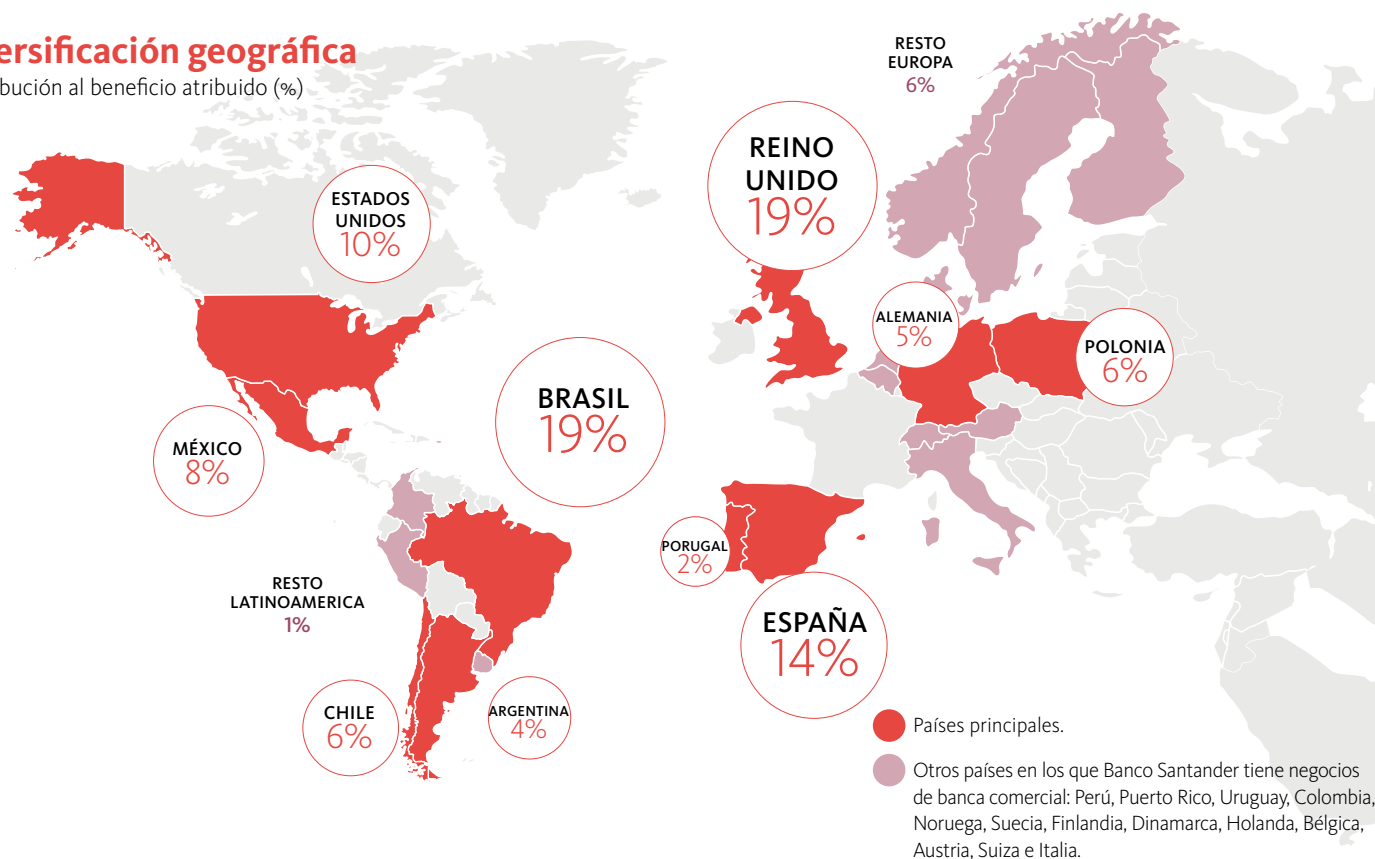 ersificación geográfica
bución al beneficio atribuido (%)
RESTO
EUROPA
6%
REINO
UNIDO
19%
ESTADOS
UNIDOS
10%
ALEMANIA
5%
POLONIA
6%
BRASIL
19%
MÉXICO
8%
PORUGAL
2%
RESTO
LATINOAMERICA
1%
ESPAÑA
14%
CHILE
6%
ARGENTINA
4%
Países principales.
Otros países en los que Banco Santander tiene negocios
de banca comercial: Perú, Puerto Rico, Uruguay, Colombia,
Noruega, Suecia, Finlandia, Dinamarca, Holanda, Bélgica,
Austria, Suiza e Italia.